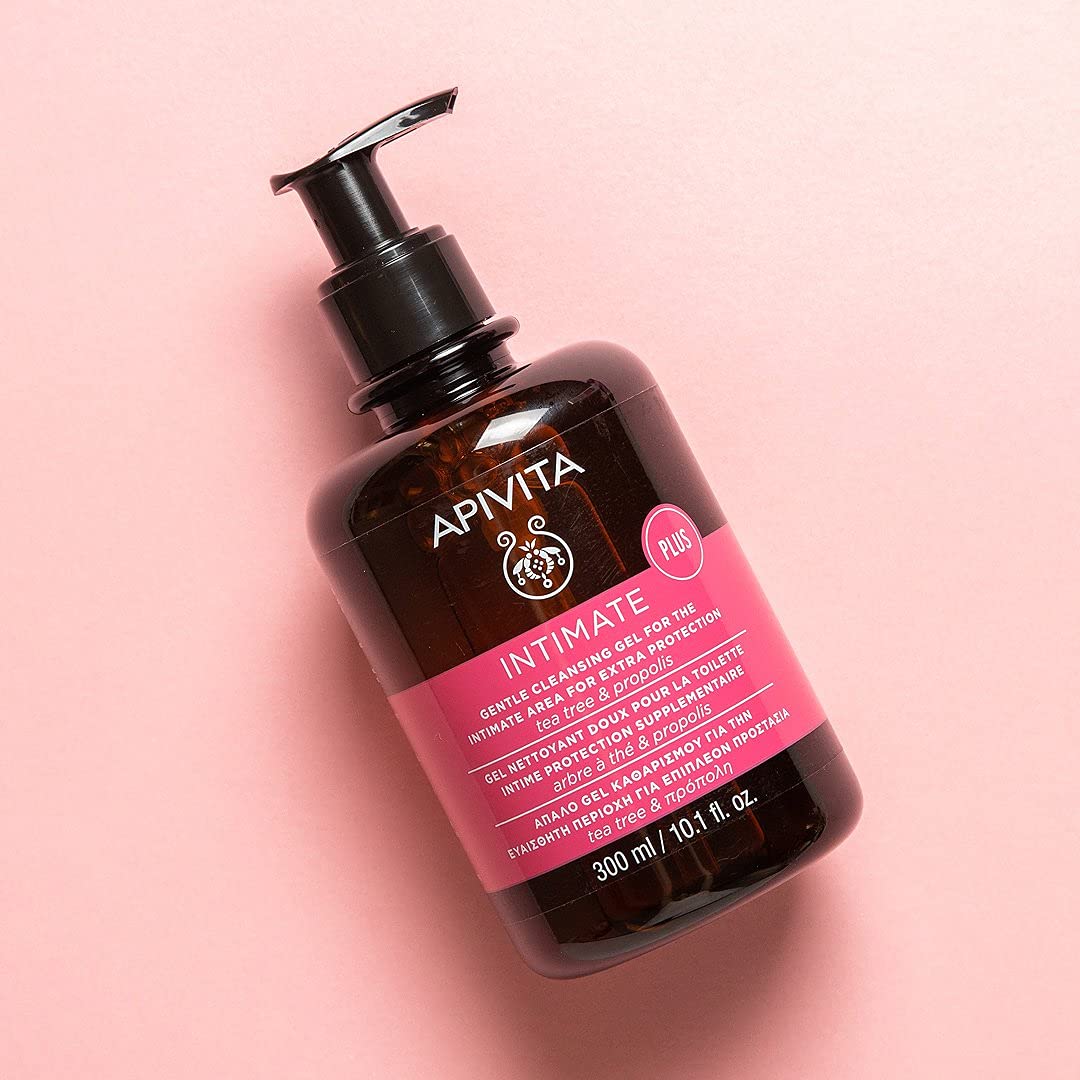 APIVITA
PLUS
INTIMATE
GENTLE CLEANSING GEL FOR THE
INTIMATE AREA FOR EXTRA PROTECTION
tea tree & propolis
GEL NETTOYANT DOUX POUR LA TOILETTE
INTIME PROTECTION SUPPLEMENTAIRE
arbre à thé & propolis
ΑΠΑΛΟ GEL ΚΑΘΑΡΙΣΜΟΥ ΓΙΑ ΤΗΝ
ΕΥΑΙΣΘΗΤΗ ΠΕΡΙΟΧΗ ΓΙΑ ΕΠΙΠΛΕΟΝ ΠΡΟΣΤΑΣΙΑ
tea tree & πρόπολη
300 ml / 10.1 fl. oz.